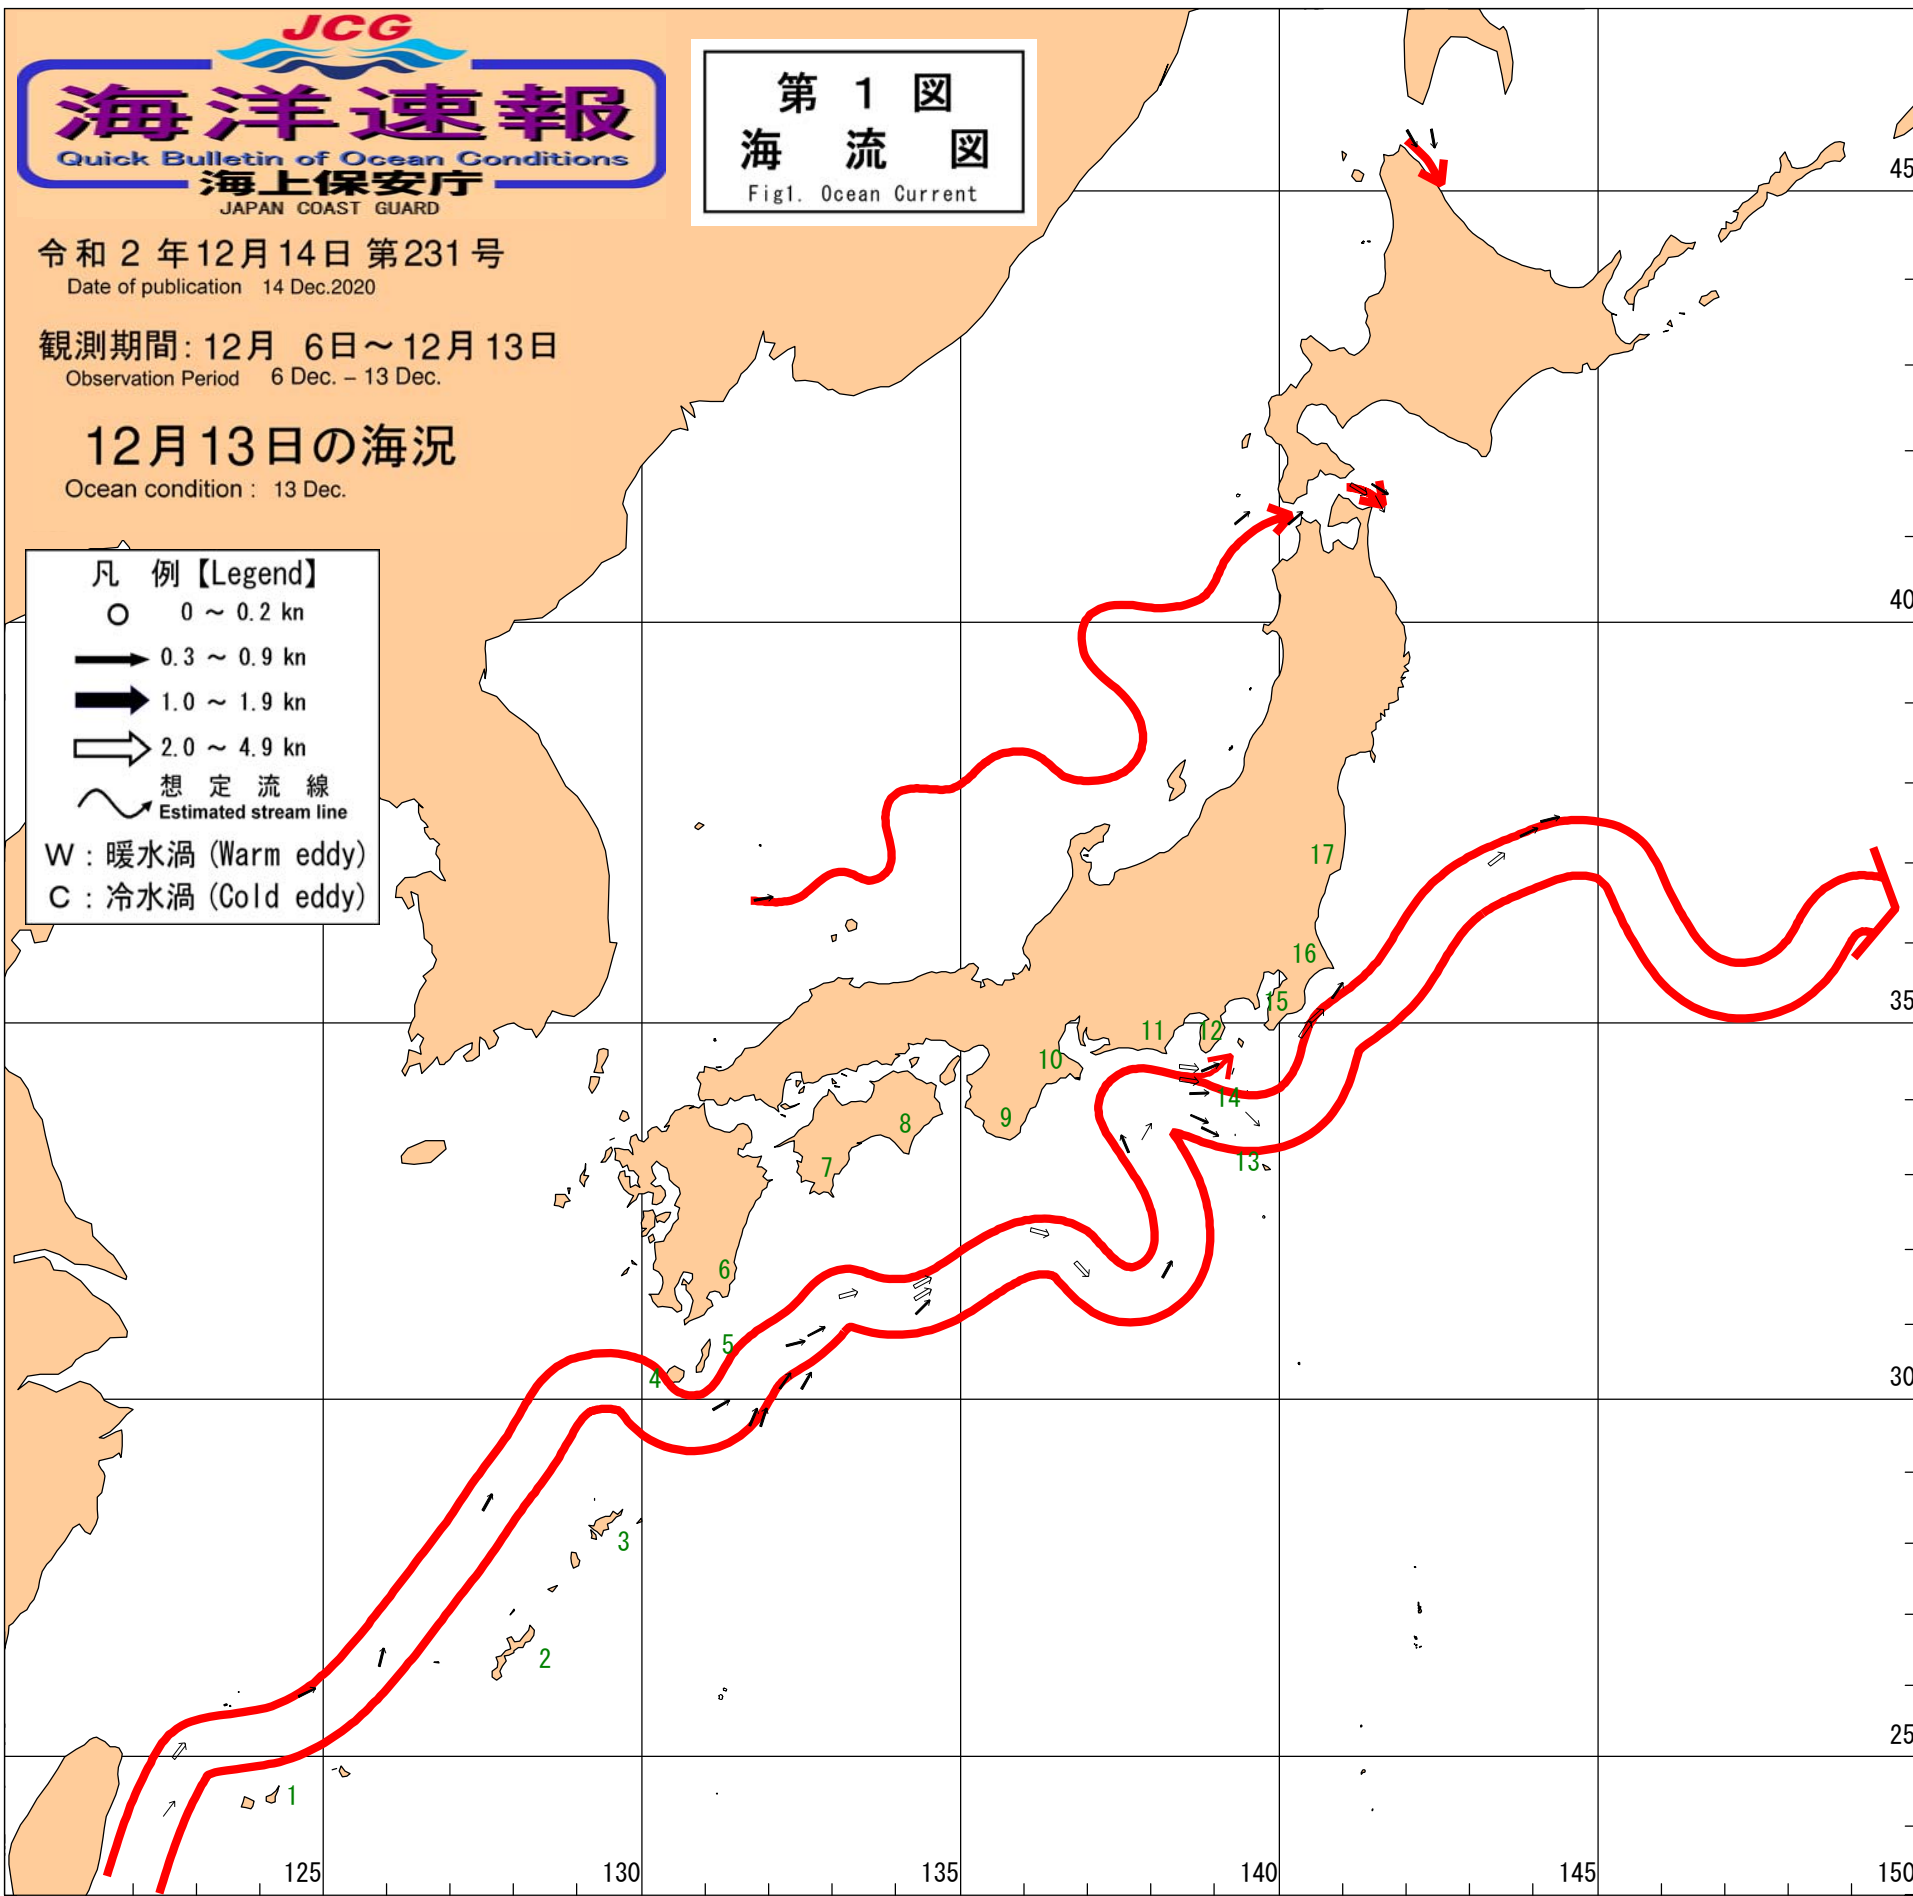 JCG
海洋速報
Quick Bulletin of Ocean Conditions
海上保安庁
JAPAN COAST GUARD
第 1 図
海 流 図
Fig1. Ocean Current
令和 2 年12月14日 第231号
Date of publication 14 Dec.2020
観測期間: 12月 6日～12月13日
Observation Period 6 Dec. – 13 Dec.
12月13日の海況
Ocean condition : 13 Dec.
凡 例【Legend】
0 ～ 0.2 kn
0.3 ～ 0.9 kn
1.0 ～ 1.9 kn
2.0 ～ 4.9 kn
想 定 流 線
Estimated stream line
W : 暖水渦 (Warm eddy)
C : 冷水渦 (Cold eddy)
45
40
35
30
25
17
16
15
14
13
12
11
10
9
8
7
6
5
4
3
2
1
125
130
135
140
145
150